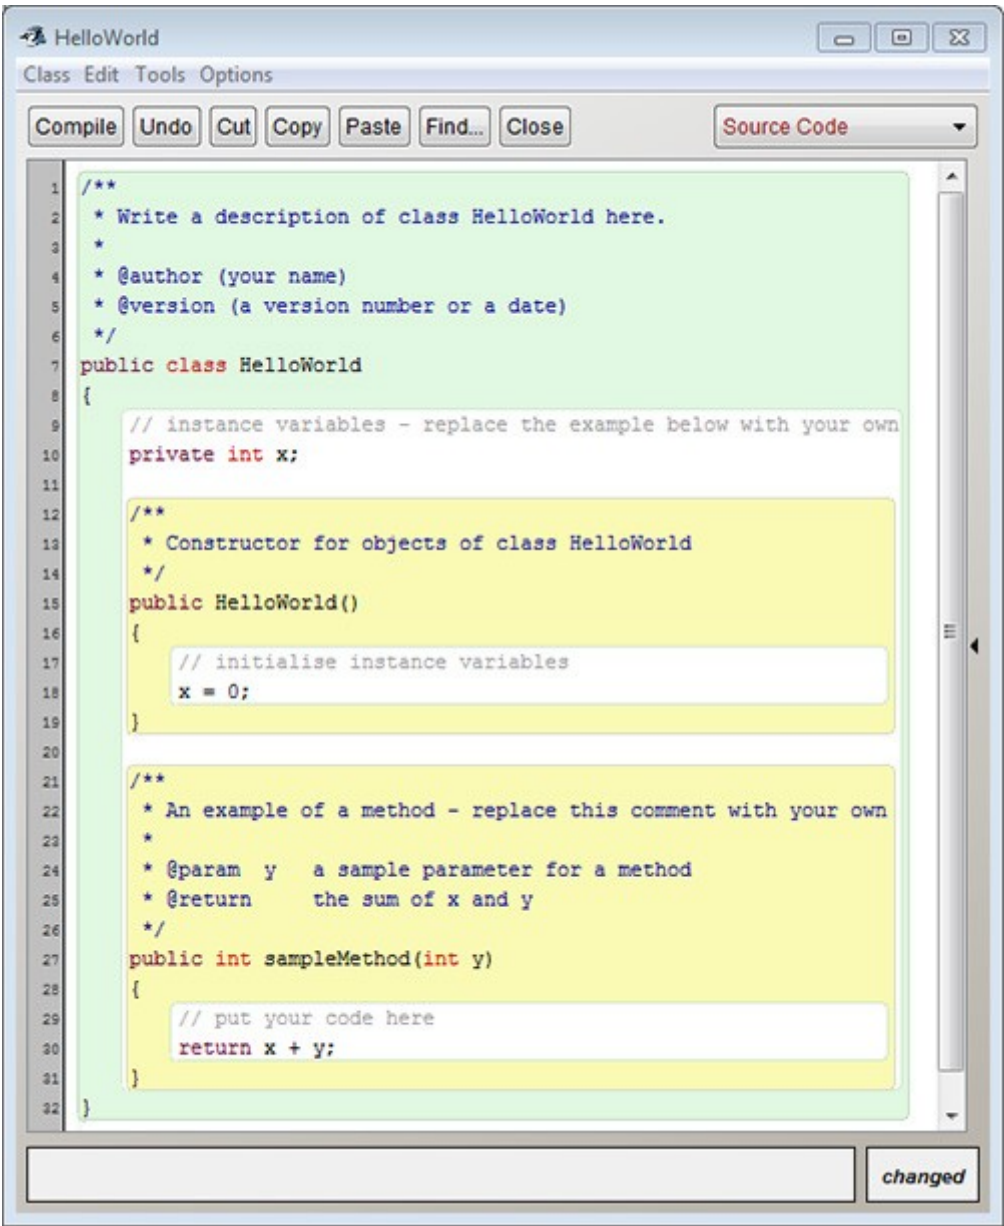 HelloWorld
Class Edit Tools Options
Compile Undo Cut Copy Paste Find... Close Source Code
1 /**
2  * Write a description of class HelloWorld here.
3  *
4  * @author (your name)
5  * @version (a version number or a date)
6  */
7 public class HelloWorld
8 {
9     // instance variables - replace the example below with your own
10     private int x;
11
12     /**
13      * Constructor for objects of class HelloWorld
14      */
15     public HelloWorld()
16     {
17         // initialise instance variables
18         x = 0;
19     }
20
21     /**
22      * An example of a method - replace this comment with your own
23      *
24      * @param  y   a sample parameter for a method
25      * @return     the sum of x and y
26      */
27     public int sampleMethod(int y)
28     {
29         // put your code here
30         return x + y;
31     }
32 }
changed